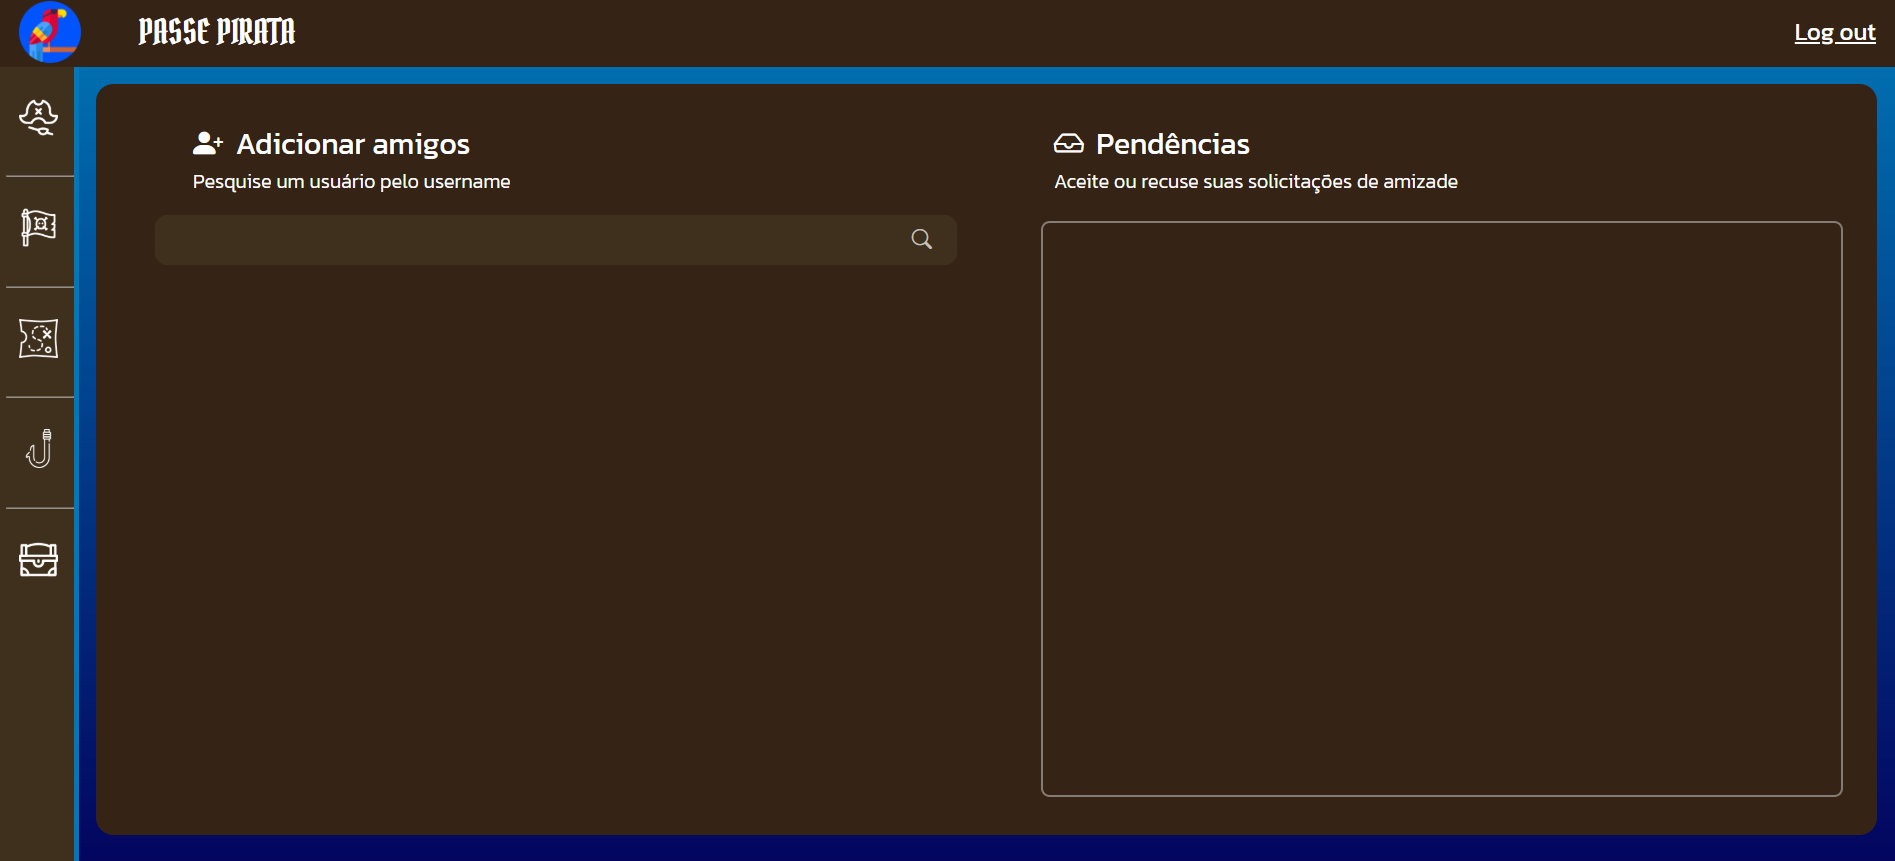 PASSE PIRATA
Log out
Adicionar amigos
Pesquise um usuário pelo username
Pendências
Aceite ou recuse suas solicitações de amizade